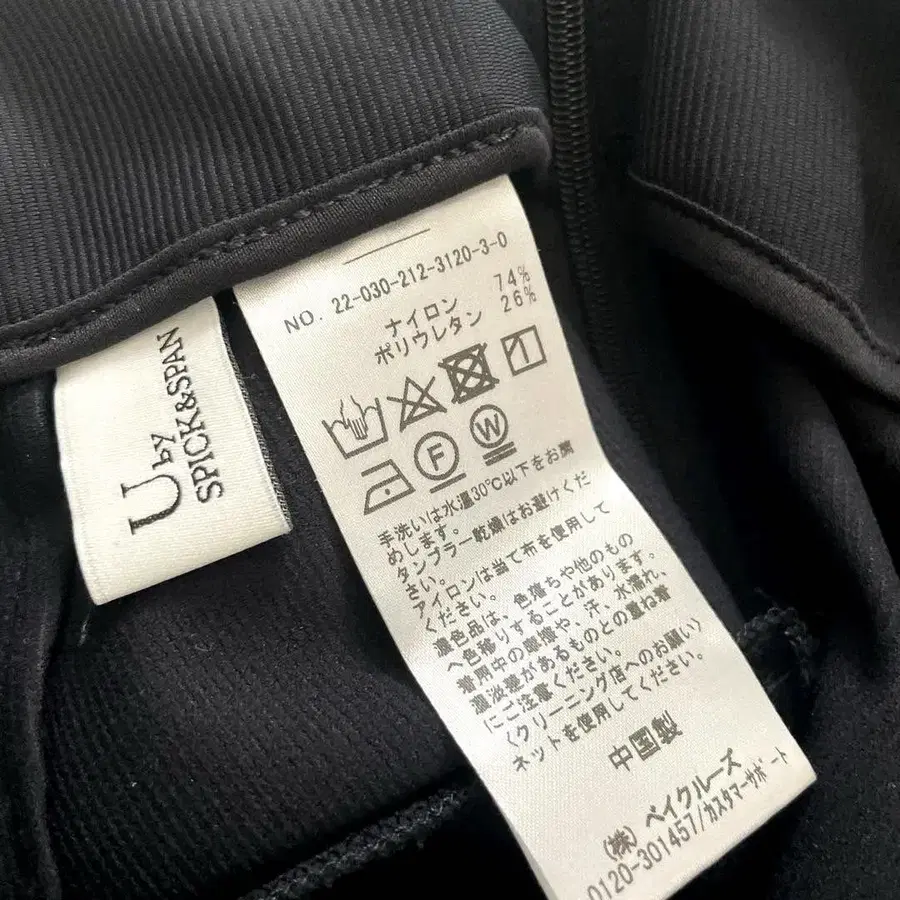 U
by
SPICK&SPAN
NO. 22-030-212-3120-3-0
ナイロン 74%
ポリウレタン 26%
F
W
手洗いは水温30℃以下をお薦
めします。
タンブラー乾燥はお避けくだ
さい。
アイロンは当て布を使用して
ください。
濃色品は、色落ちや他のもの
へ色移りすることがあります。
着用中の摩擦や、汗、水濡れ、
濃淡感があるものとの重ね着
にご注意ください。
(クリーニング店へのお願い)
ネットを使用してください。
中国製
(株) ベイクルーズ
0120-301457/カスタマーサポート